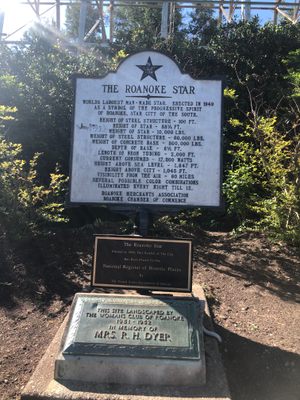 THE ROANOKE STAR
WORLDS LARGEST MAN-MADE STAR. ERECTED IN 1949
AS A SYMBOL OF THE PROGRESSIVE SPIRIT
OF ROANOKE, STAR CITY OF THE SOUTH.
HEIGHT OF STEEL STRUCTURE - 100 FT.
HEIGHT OF STAR - 88½ FT.
WEIGHT OF STAR - 10,000 LBS.
WEIGHT OF STEEL STRUCTURE - 60,000 LBS.
WEIGHT OF CONCRETE BASE - 500,000 LBS.
DEPTH OF BASE - 8½ FT.
LENGTH OF NEON TUBING - 2,000 FT.
CURRENT CONSUMED - 17,500 WATTS
HEIGHT ABOVE SEA LEVEL - 1,847 FT.
HEIGHT ABOVE CITY - 1,045 FT.
VISIBILITY FROM THE AIR - 60 MILES
SEVERAL POSSIBLE COLOR COMBINATIONS
ILLUMINATED EVERY NIGHT TILL 12.
ROANOKE MERCHANTS ASSOCIATION
ROANOKE CHAMBER OF COMMERCE
The Roanoke Star
National Register of Historic Places
THIS SITE LANDSCAPED BY
THE WOMANS CLUB OF ROANOKE
1951 - 1952
IN MEMORY OF
MRS. R. H. DYER